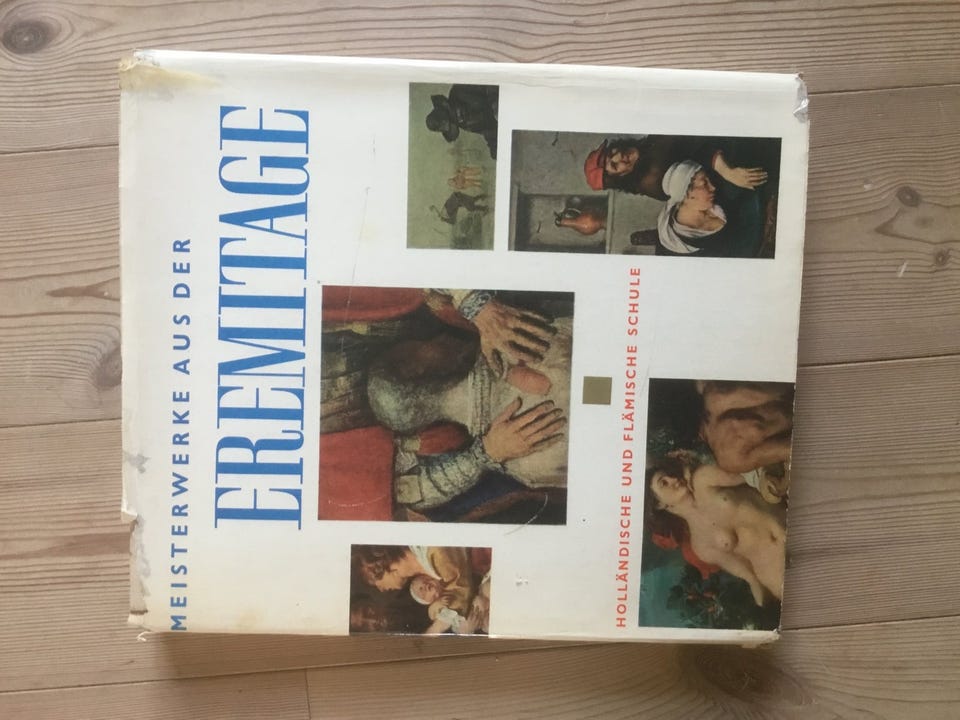 MEISTERWERKE AUS DER
EREMITAGE
HOLLÄNDISCHE UND FLÄMISCHE SCHULE